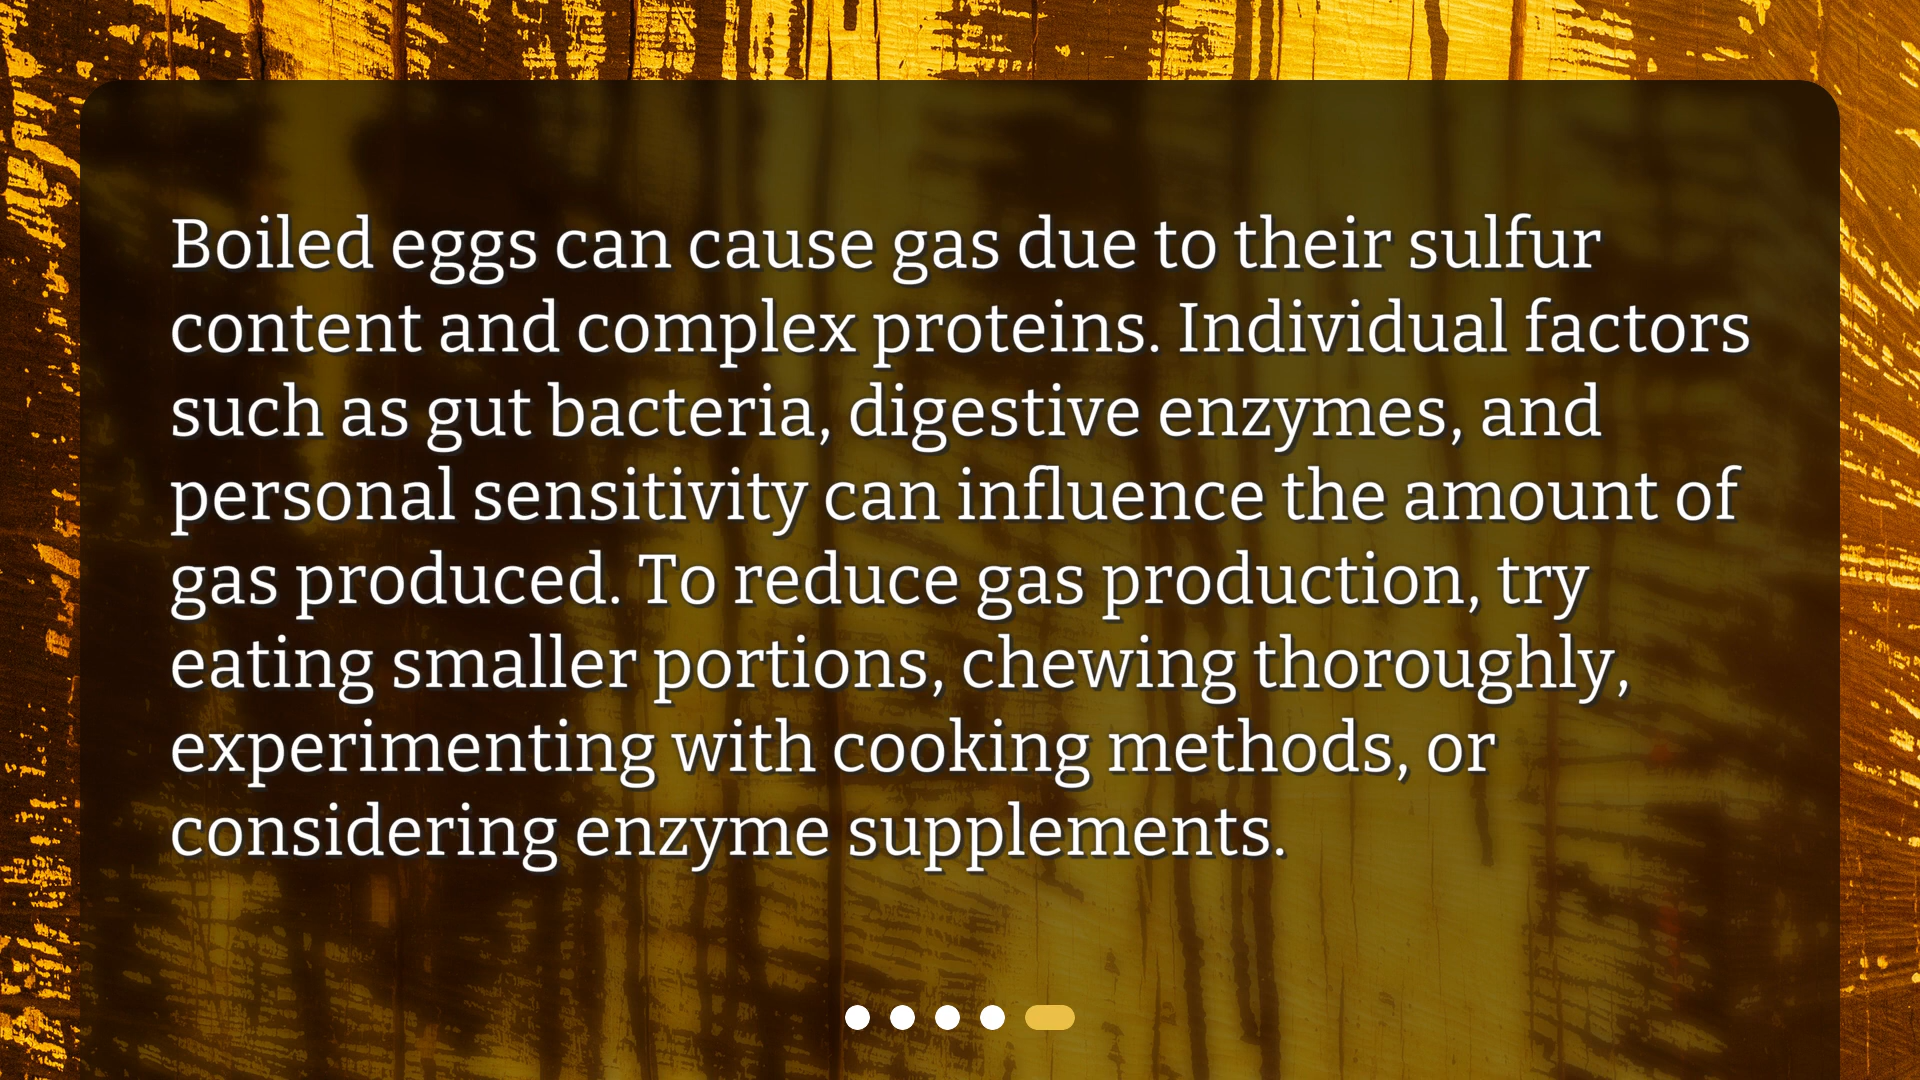 Boiled eggs can cause gas due to their sulfur
content and complex proteins. Individual factors
such as gut bacteria, digestive enzymes, and
personal sensitivity can influence the amount of
gas produced. To reduce gas production, try
eating smaller portions, chewing thoroughly,
experimenting with cooking methods, or
considering enzyme supplements.